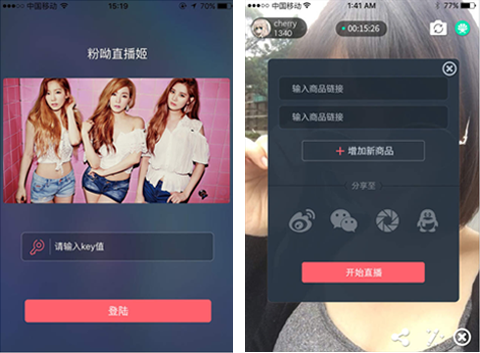 中国移动
15:19
70%
粉呦直播姬
请输入key值
登陆
中国移动
1:41 AM
77%
cherry
1340
00:15:26
输入商品链接
输入商品链接
+ 增加新商品
分享至
开始直播